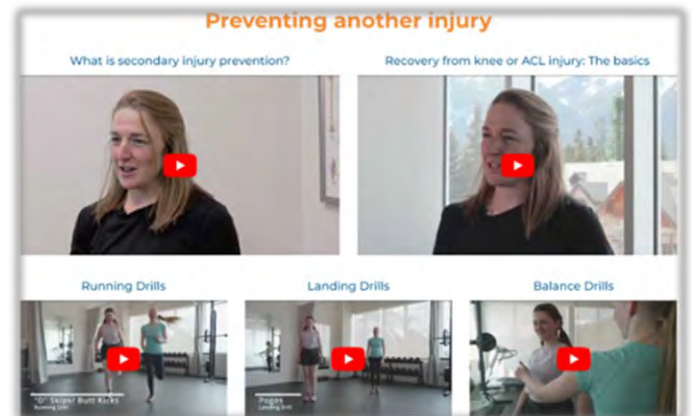 Preventing another injury
What is secondary injury prevention?
Recovery from knee or ACL injury: The basics
Running Drills
Landing Drills
Balance Drills
"D" Skips/ Butt Kicks
Running Drill
Pogos
Landing Drill